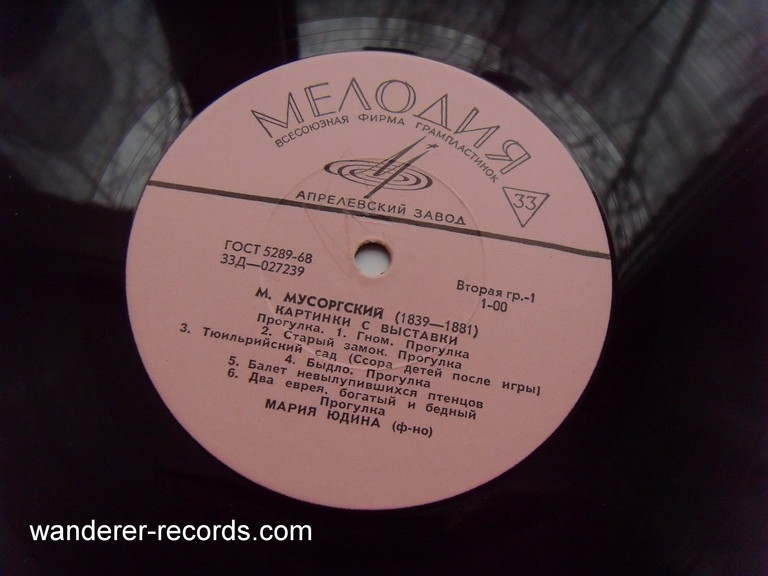 МЕЛОДИЯ
ВСЕСОЮЗНАЯ ФИРМА ГРАМПЛАСТИНОК
33
АПРЕЛЕВСКИЙ ЗАВОД
ГОСТ 5289-68
33Д—027239
Вторая гр.-1
1-00
М. МУСОРГСКИЙ (1839—1881)
КАРТИНКИ С ВЫСТАВКИ
Прогулка. 1. Гном. Прогулка
2. Старый замок. Прогулка
3. Тюильрийский сад (Ссора детей после игры)
4. Быдло. Прогулка
5. Балет невылупившихся птенцов
6. Два еврея, богатый и бедный
Прогулка
МАРИЯ ЮДИНА (ф-но)
wanderer-records.com